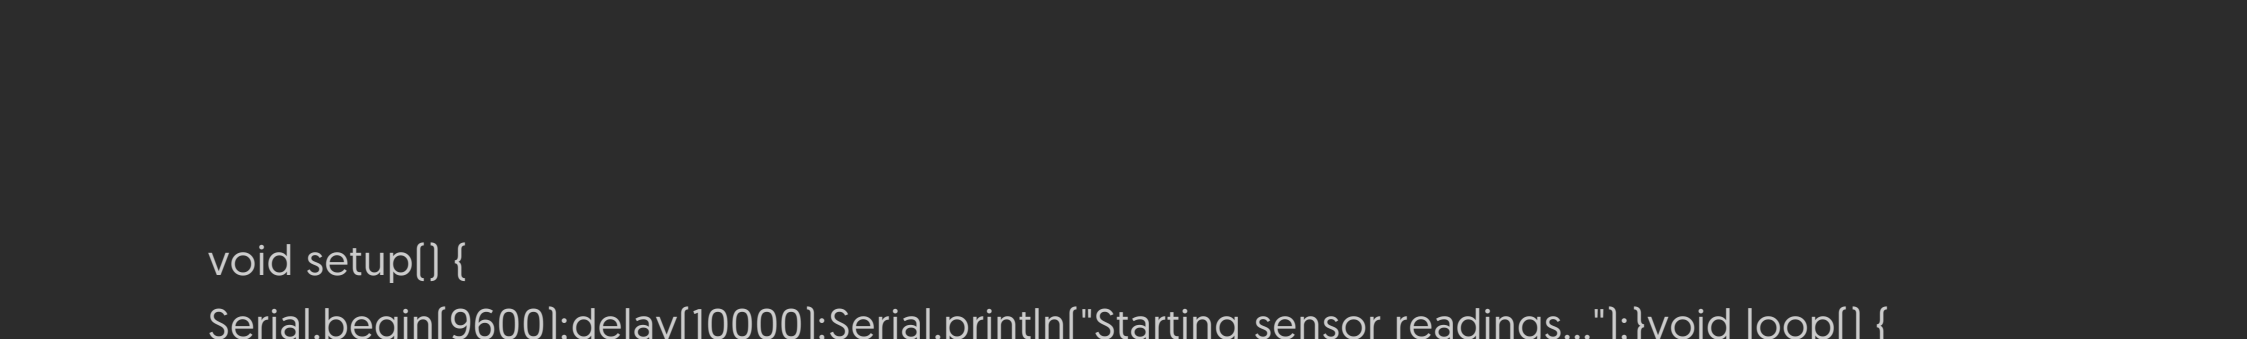 void setup() {
Serial.begin(9600);delay(10000);Serial.println("Starting sensor readings...");}void loop() {